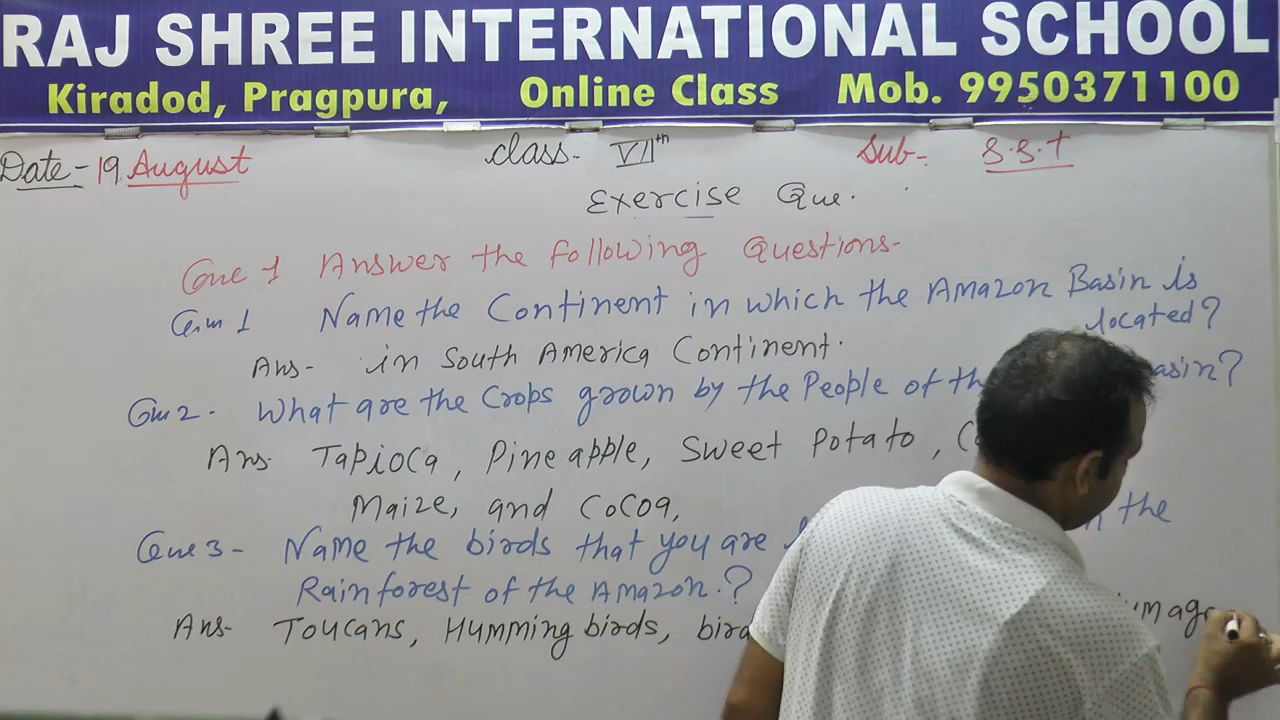 RAJ SHREE INTERNATIONAL SCHOOL
Kiradod, Pragpura, Online Class Mob. 9950371100
Date - 19 August class - VII th Sub - S.S.T
Exercise Que.
Que 1 Answer the following Questions-
Que 1 Name the Continent in which the Amazon Basin is
located?
Ans- in South America Continent.
Que 2. What are the Crops grown by the People of the asin?
Ans Tapioca, Pineapple, Sweet Potato,
Maize, and Cocoa,
Que 3- Name the birds that you are the
Rainforest of the Amazon.?
Ans- Toucans, Humming birds, bird